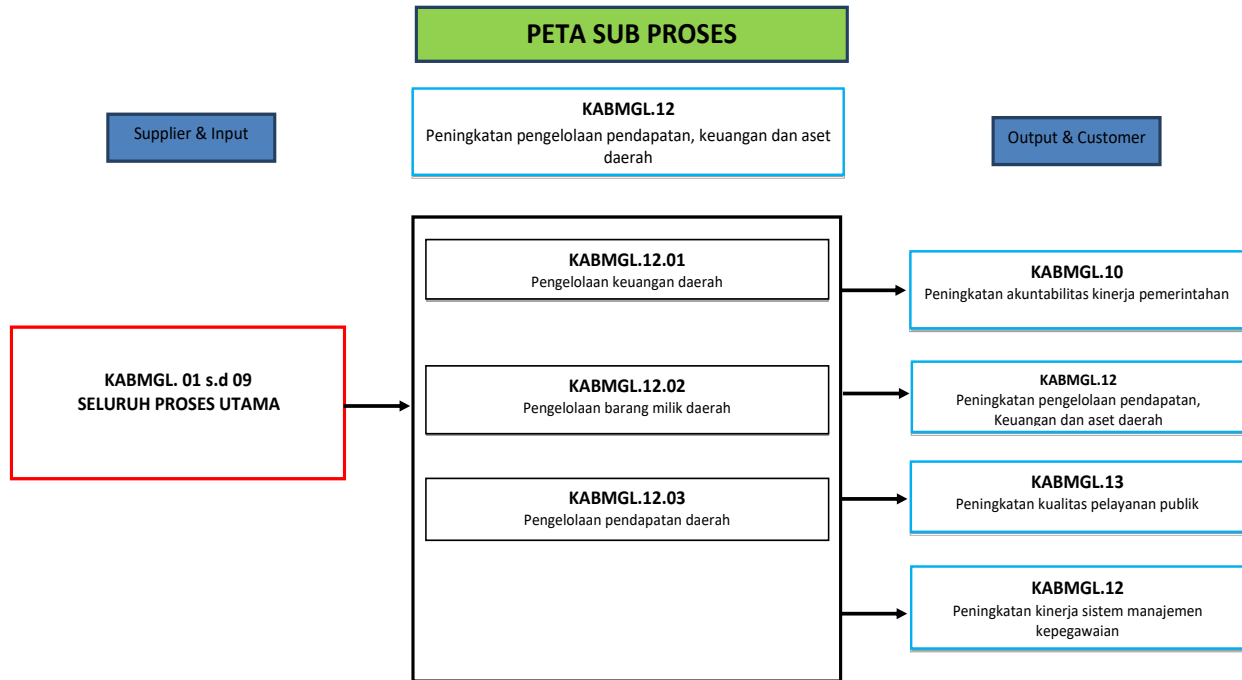 PETA SUB PROSES
Supplier & Input
KABMGL.12
Peningkatan pengelolaan pendapatan, keuangan dan aset
daerah
Output & Customer
KABMGL. 01 s.d 09
SELURUH PROSES UTAMA
KABMGL.12.01
Pengelolaan keuangan daerah
KABMGL.12.02
Pengelolaan barang milik daerah
KABMGL.12.03
Pengelolaan pendapatan daerah
KABMGL.10
Peningkatan akuntabilitas kinerja pemerintahan
KABMGL.12
Peningkatan pengelolaan pendapatan,
Keuangan dan aset daerah
KABMGL.13
Peningkatan kualitas pelayanan publik
KABMGL.12
Peningkatan kinerja sistem manajemen
kepegawaian